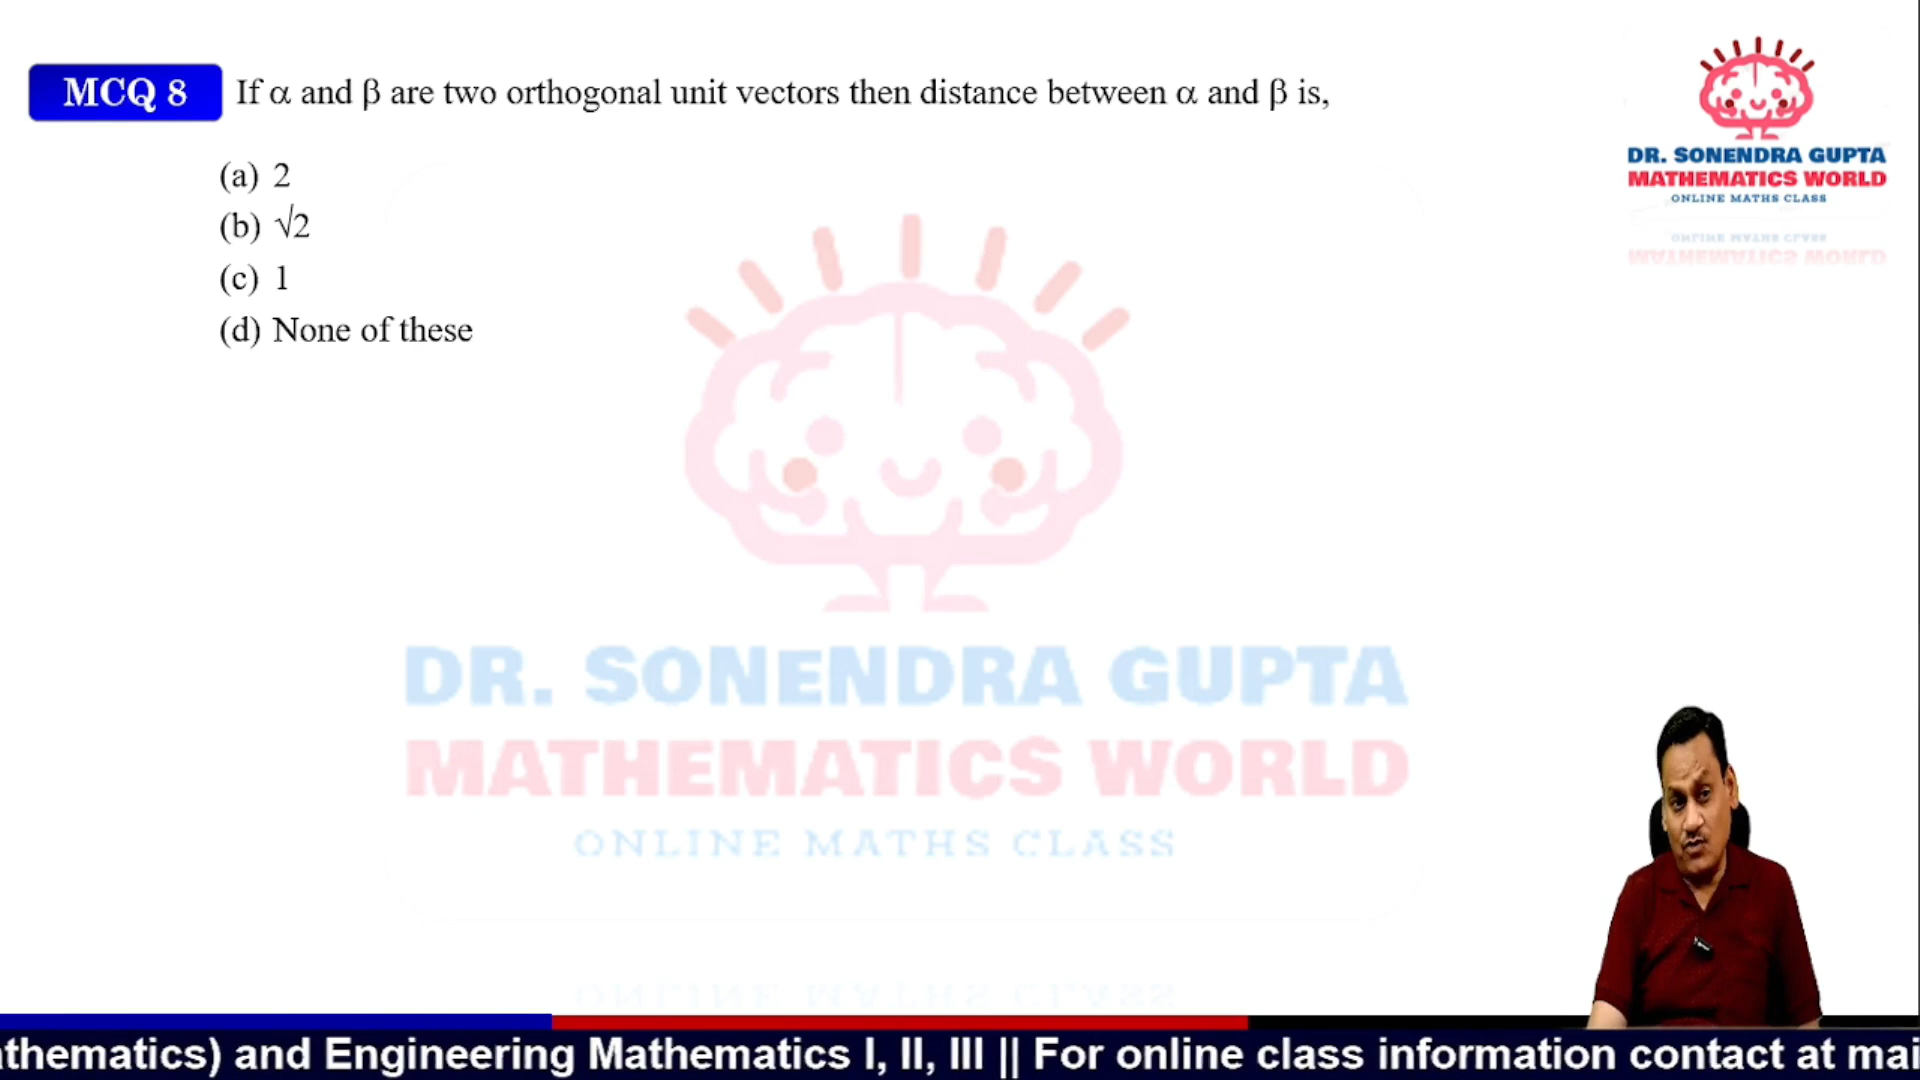 MCQ 8 If α and β are two orthogonal unit vectors then distance between α and β is,
(a) 2
(b) √2
(c) 1
(d) None of these
DR. SONENDRA GUPTA
MATHEMATICS WORLD
ONLINE MATHS CLASS
DR. SONENDRA GUPTA
MATHEMATICS WORLD
ONLINE MATHS CLASS
thematics) and Engineering Mathematics I, II, III || For online class information contact at mai